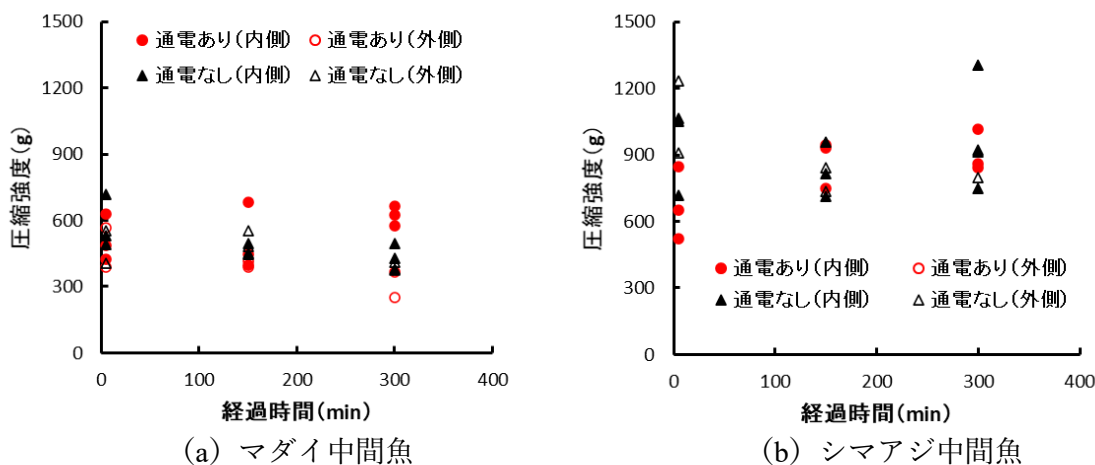 1500
1200
900
600
300
0
圧縮強度(g)
● 通電あり(内側) ○ 通電あり(外側)
▲ 通電なし(内側) △ 通電なし(外側)
0 100 200 300 400
経過時間(min)
(a) マダイ中間魚
1500
1200
900
600
300
0
圧縮強度(g)
● 通電あり(内側) ○ 通電あり(外側)
▲ 通電なし(内側) △ 通電なし(外側)
0 100 200 300 400
経過時間(min)
(b) シマアジ中間魚